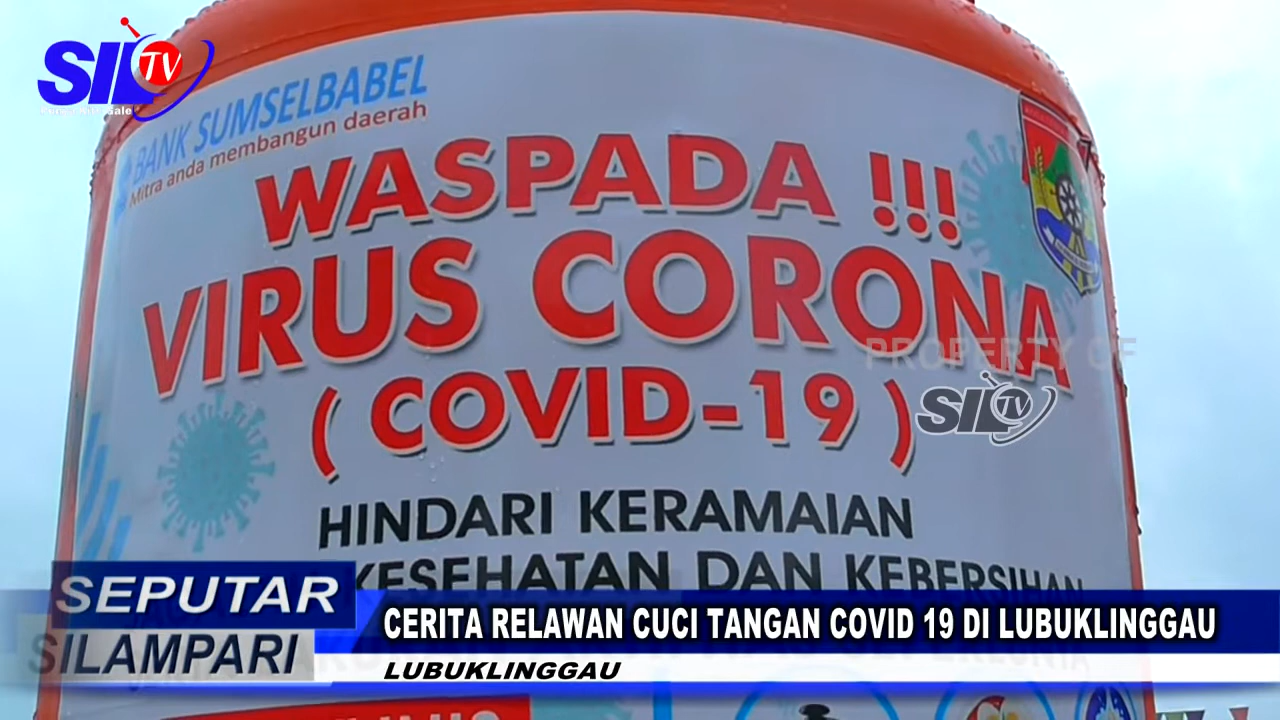 SIL TV
BANK SUMSELBABEL
Mitra anda membangun daerah
WASPADA !!!
VIRUS CORONA
( COVID-19 )
PROPERTY OF
SIL TV
HINDARI KERAMAIAN
KESEHATAN DAN KEBERSIHAN
SEPUTAR
SILAMPARI
CERITA RELAWAN CUCI TANGAN COVID 19 DI LUBUKLINGGAU
LUBUKLINGGAU